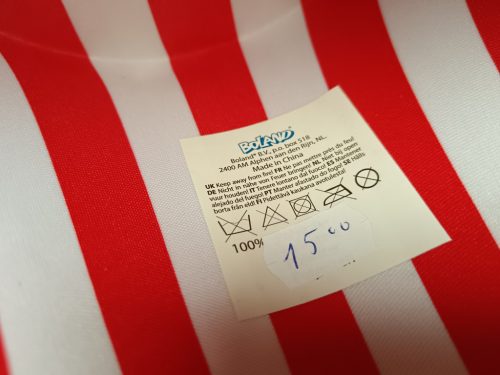 BOLAND
Boland® B.V., p.o. box 518
2400 AM Alphen aan den Rijn, NL.
Made in China
UK Keep away from fire! FR Ne pas mettre près du feu!
DE Nicht in nähe von Feuer bringen! NL Niet bij open
vuur houden! IT Tenere lontano dal fuoco! ES Mantener
alejado del fuego! PT Manter afastado do fogo! SE Hålls
borta från eld! FI Pidettävä kaukana avotulesta!
100%
15.00